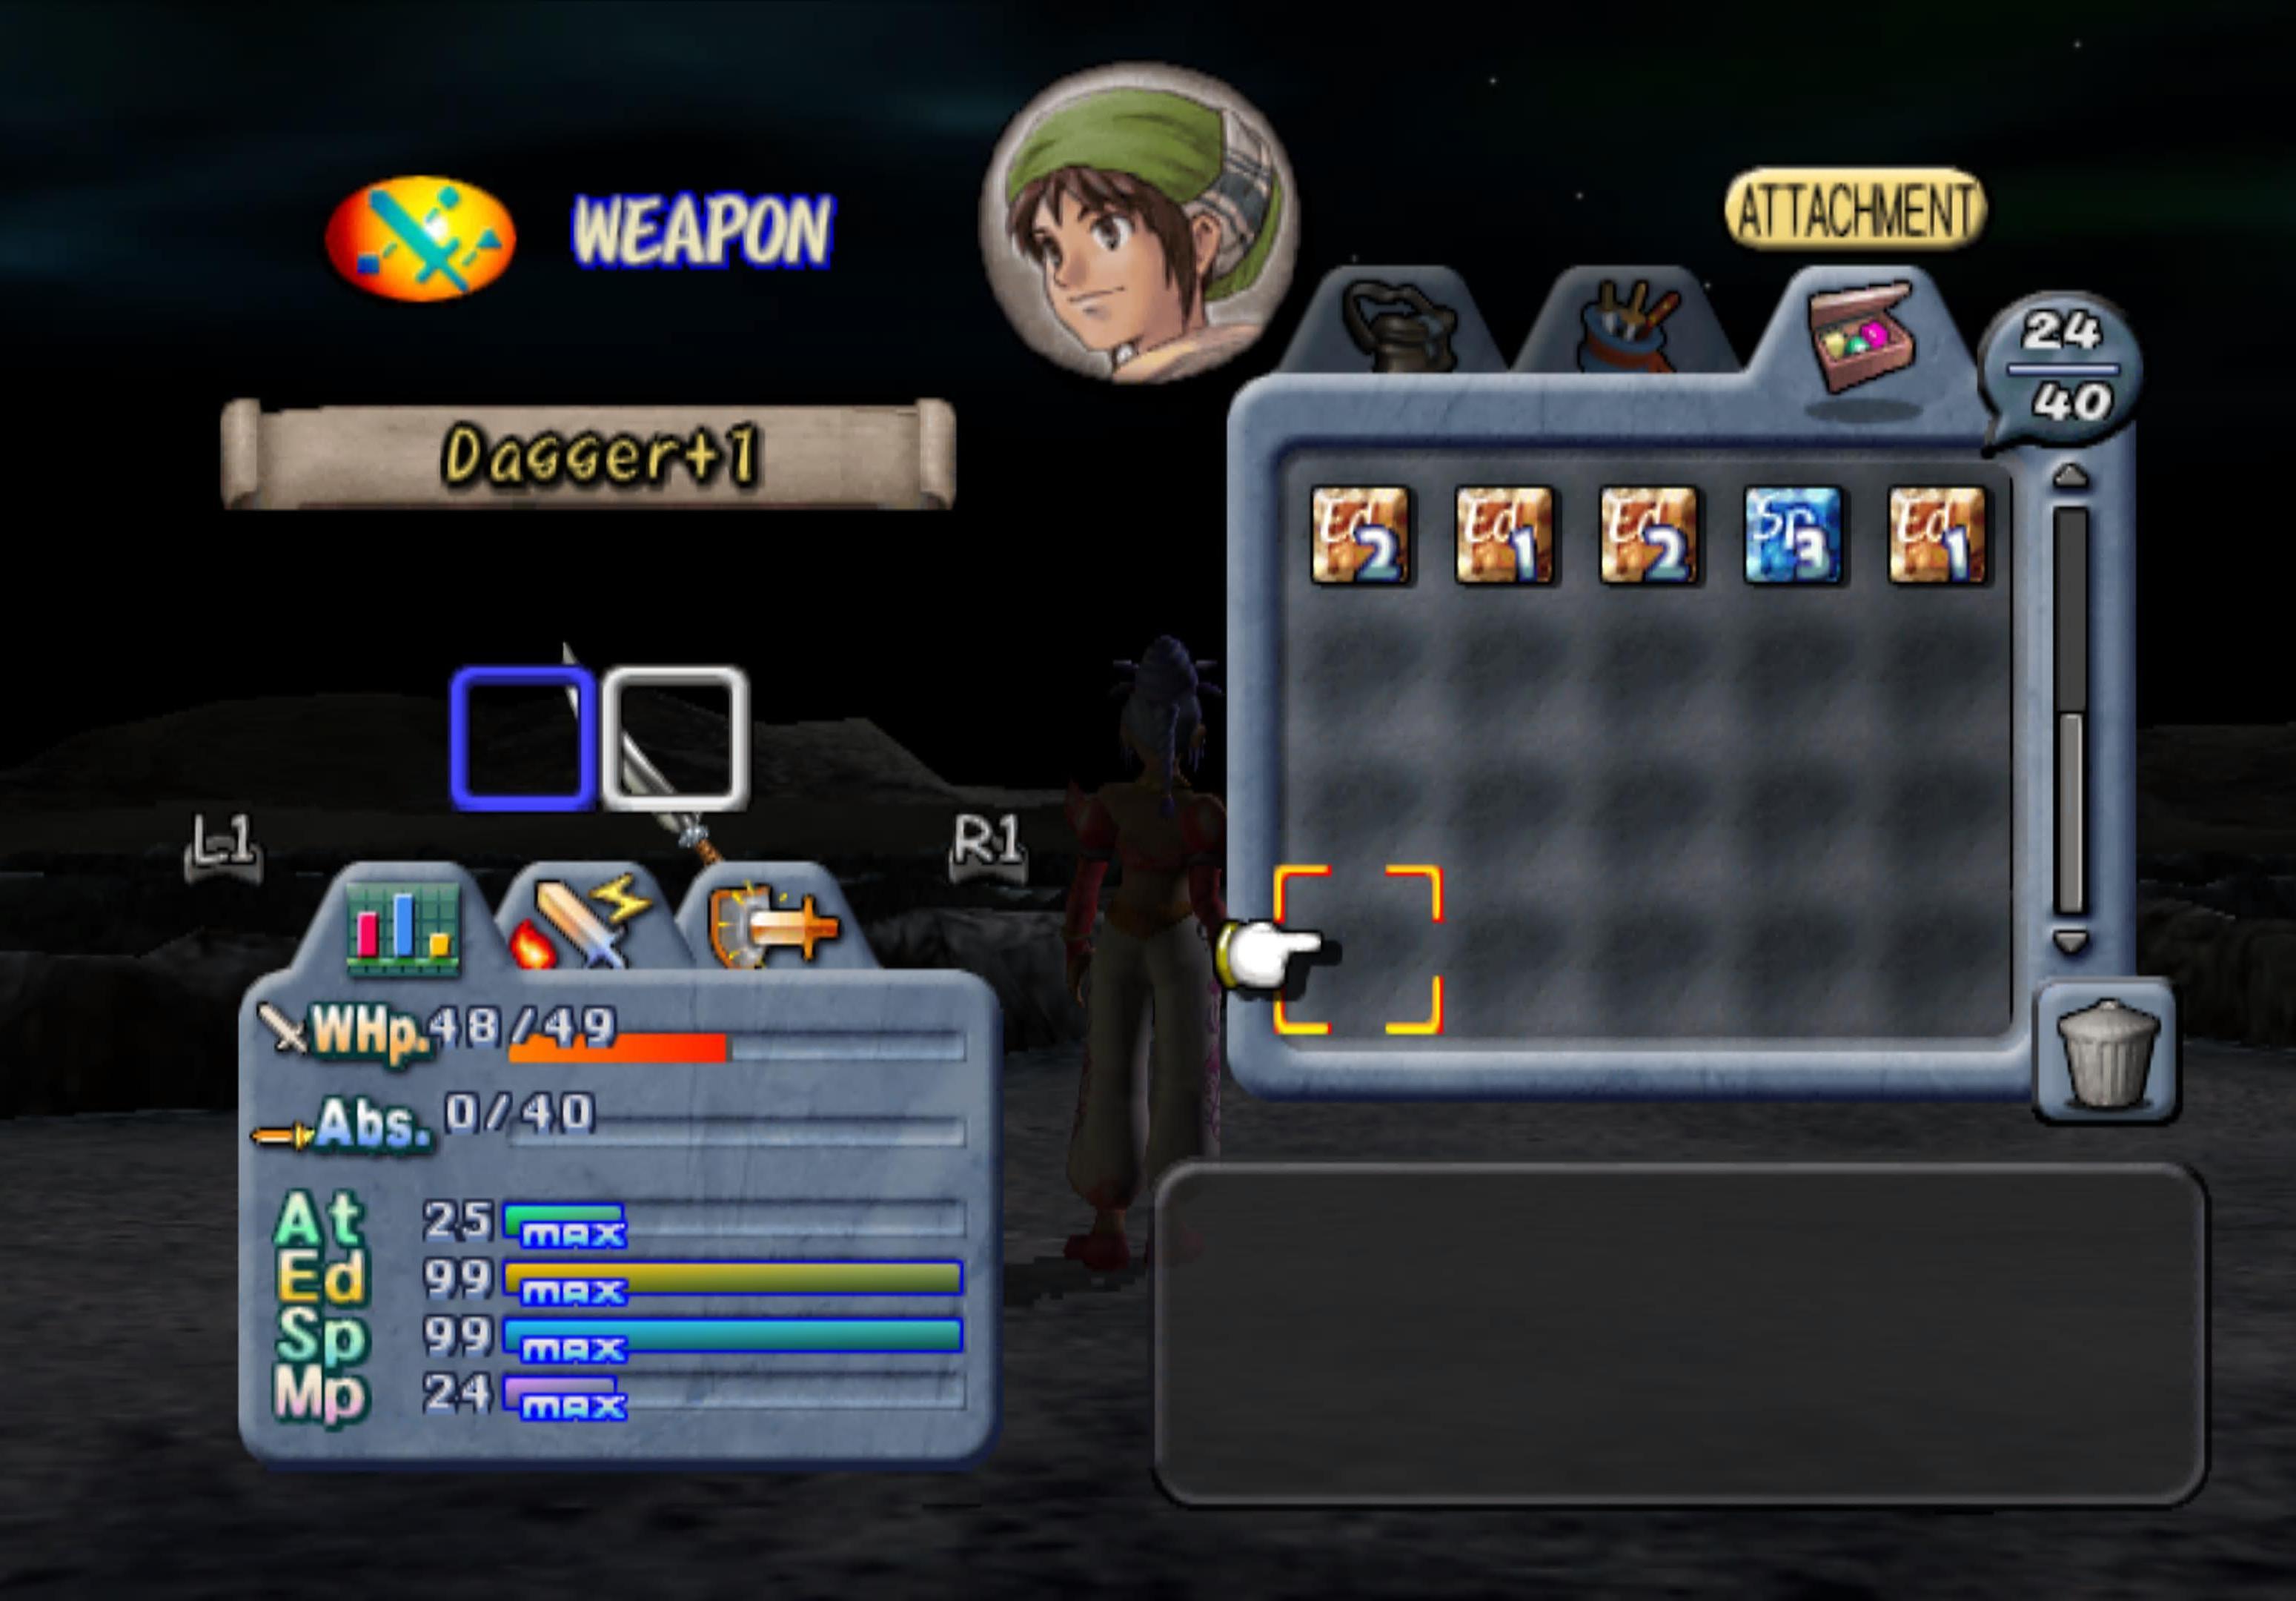 WEAPON
ATTACHMENT
24
40
Dagger+1
Ed 2
Ed 1
Ed 2
Sp 3
Ed 1
L1
R1
WHp. 48/49
Abs. 0/40
At 25 MAX
Ed 99 MAX
Sp 99 MAX
Mp 24 MAX